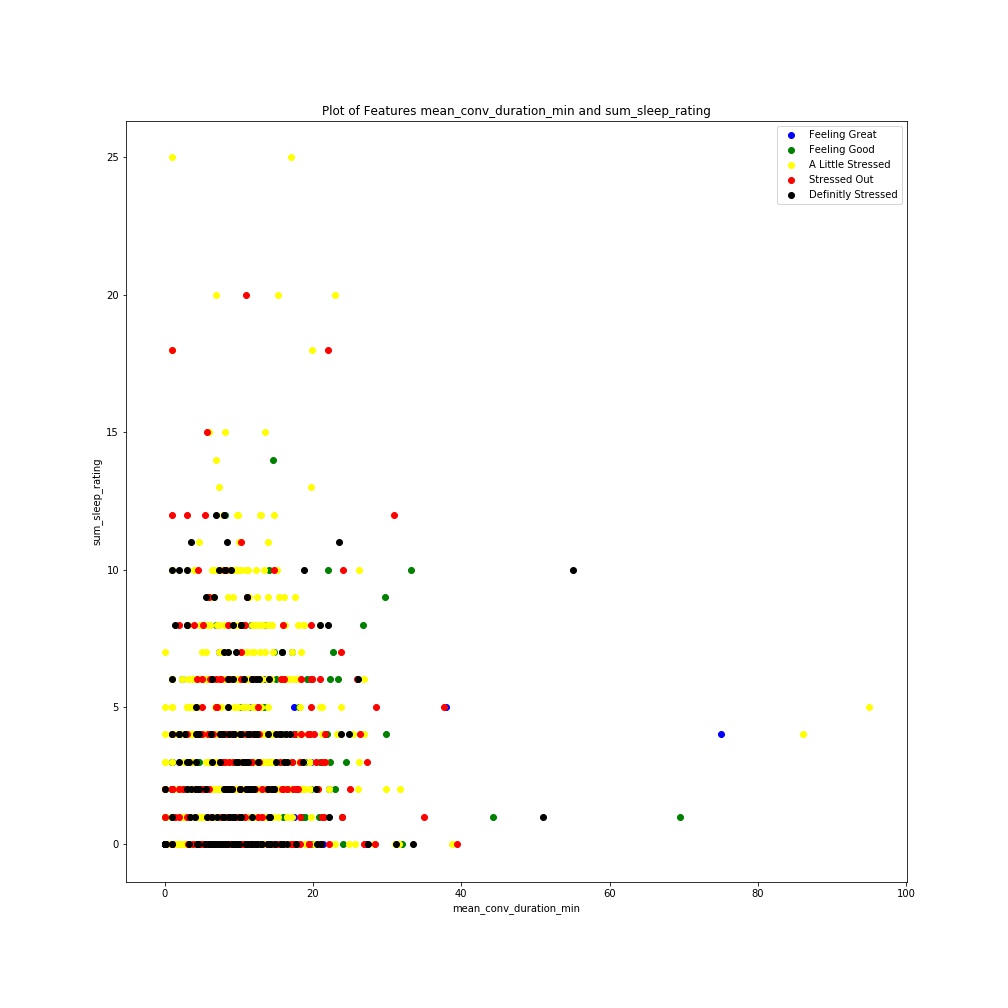 Plot of Features mean_conv_duration_min and sum_sleep_rating
Feeling Great
Feeling Good
A Little Stressed
Stressed Out
Definitly Stressed
25
20
15
10
5
0
sum_sleep_rating
0 20 40 60 80 100
mean_conv_duration_min